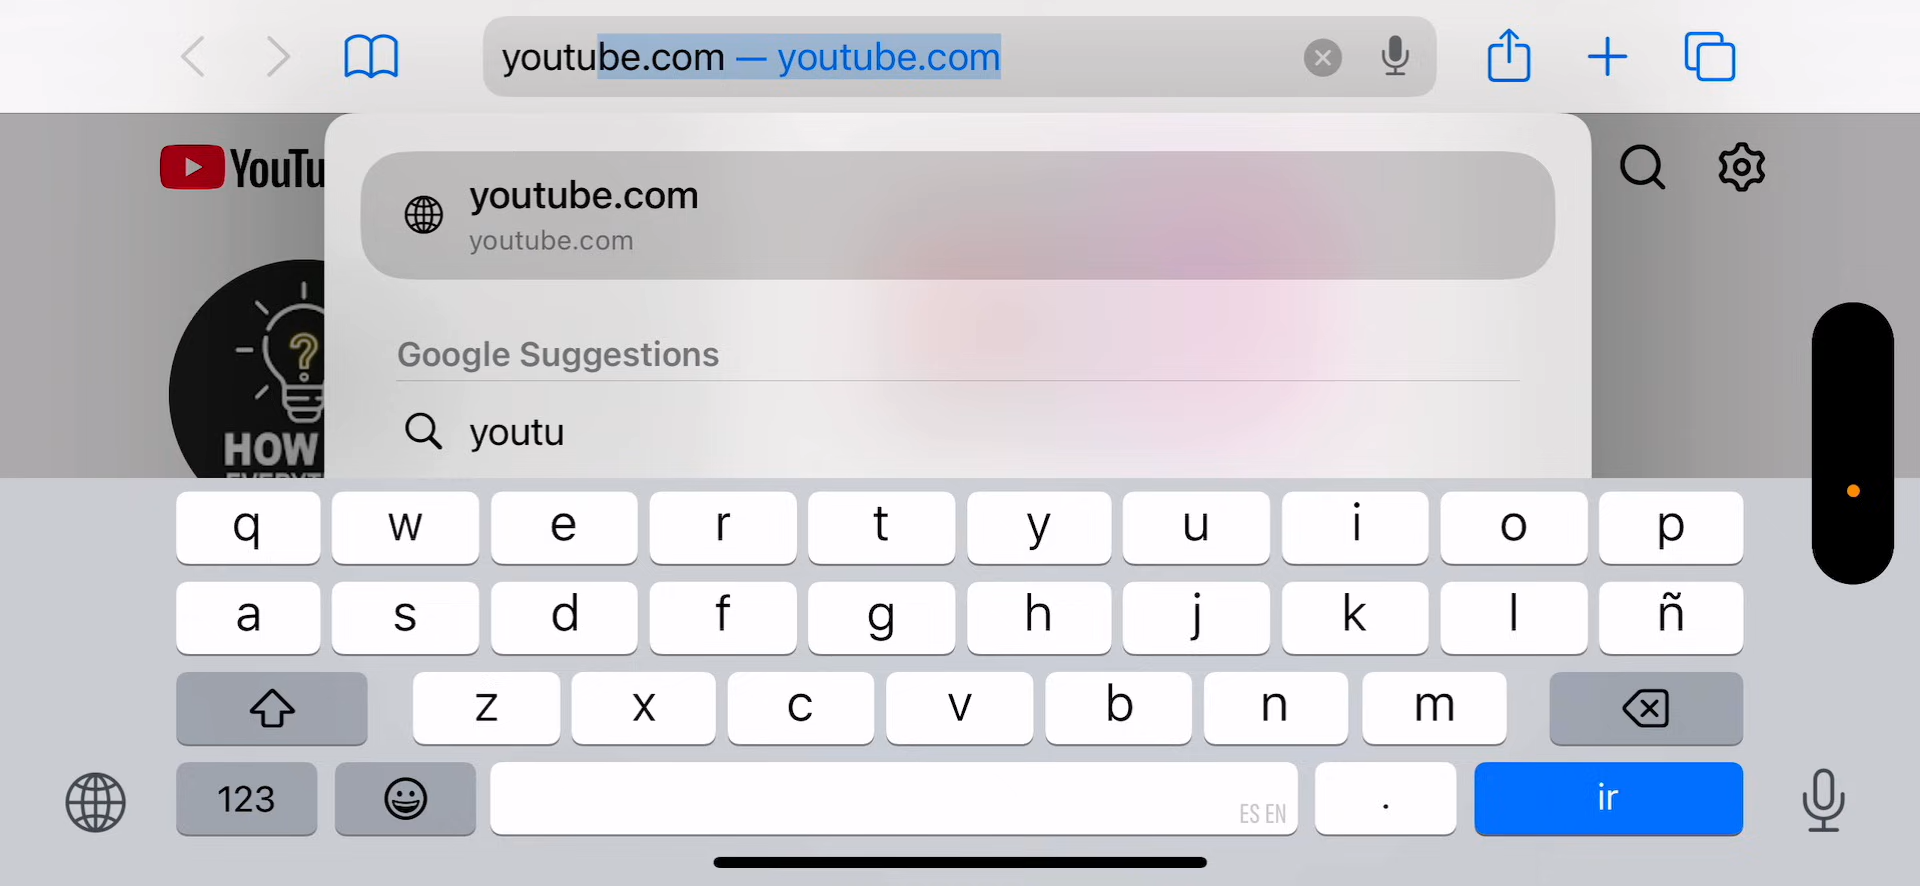 youtube.com — youtube.com
YouTu
youtube.com
youtube.com
?
HOW
Google Suggestions
youtu
q w e r t y u i o p
a s d f g h j k l ñ
z x c v b n m
123
ES EN
.
ir